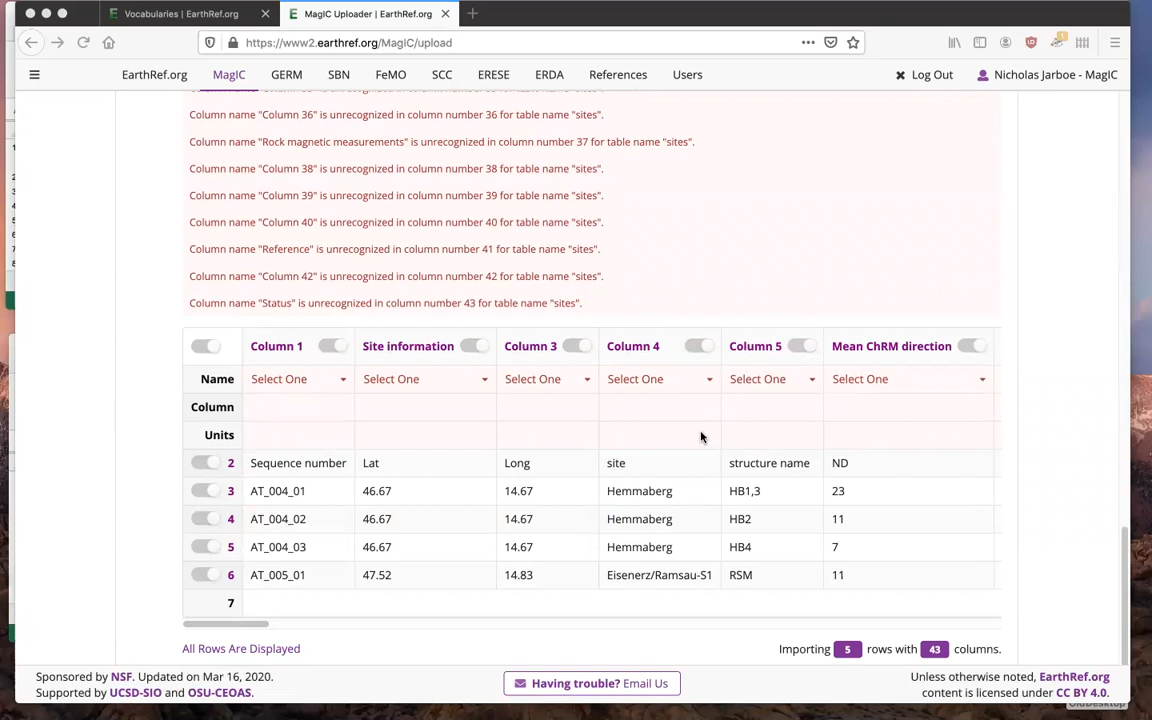 Vocabularies | EarthRef.org
MagIC Uploader | EarthRef.org
https://www2.earthref.org/MagIC/upload
EarthRef.org MagIC GERM SBN FeMO SCC ERESE ERDA References Users Log Out Nicholas Jarboe - MagIC
Column name "Column 36" is unrecognized in column number 36 for table name "sites".
Column name "Rock magnetic measurements" is unrecognized in column number 37 for table name "sites".
Column name "Column 38" is unrecognized in column number 38 for table name "sites".
Column name "Column 39" is unrecognized in column number 39 for table name "sites".
Column name "Column 40" is unrecognized in column number 40 for table name "sites".
Column name "Reference" is unrecognized in column number 41 for table name "sites".
Column name "Column 42" is unrecognized in column number 42 for table name "sites".
Column name "Status" is unrecognized in column number 43 for table name "sites".
Column 1 Site information Column 3 Column 4 Column 5 Mean ChRM direction
Name Select One Select One Select One Select One Select One Select One
Column
Units
2 Sequence number Lat Long site structure name ND
3 AT_004_01 46.67 14.67 Hemmaberg HB1,3 23
4 AT_004_02 46.67 14.67 Hemmaberg HB2 11
5 AT_004_03 46.67 14.67 Hemmaberg HB4 7
6 AT_005_01 47.52 14.83 Eisenerz/Ramsau-S1 RSM 11
7
All Rows Are Displayed Importing 5 rows with 43 columns.
Sponsored by NSF. Updated on Mar 16, 2020.
Supported by UCSD-SIO and OSU-CEOAS.
Having trouble? Email Us
Unless otherwise noted, EarthRef.org
content is licensed under CC BY 4.0.